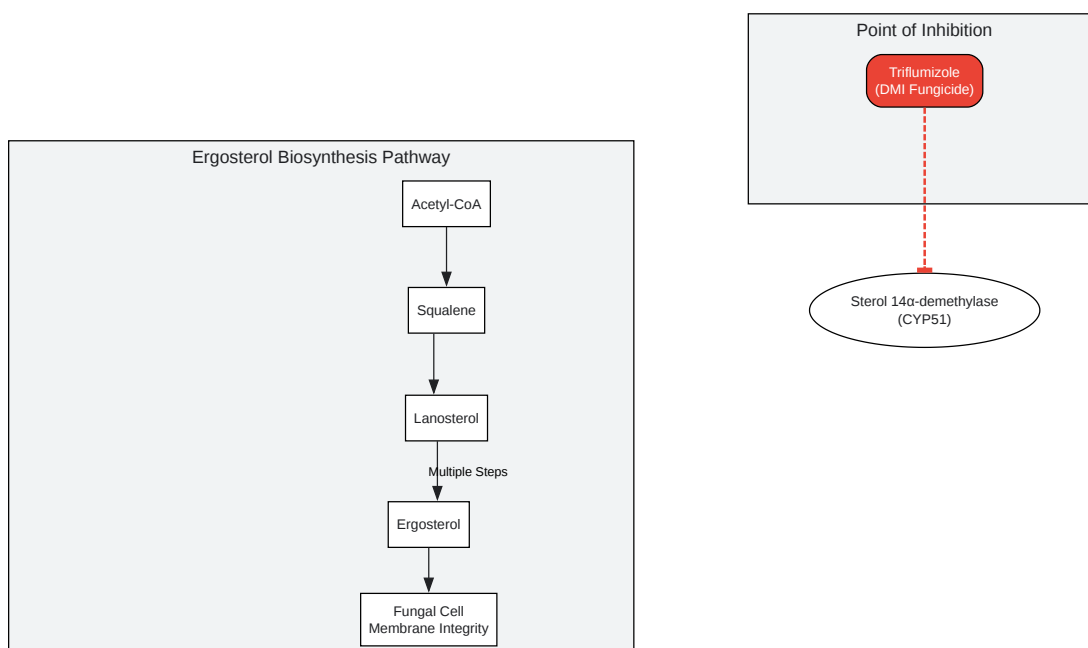 Point of Inhibition
Triflumizole
(DMI Fungicide)
Ergosterol Biosynthesis Pathway
Acetyl-CoA
Squalene
Sterol 14α-demethylase
(CYP51)
Lanosterol
Multiple Steps
Ergosterol
Fungal Cell
Membrane Integrity